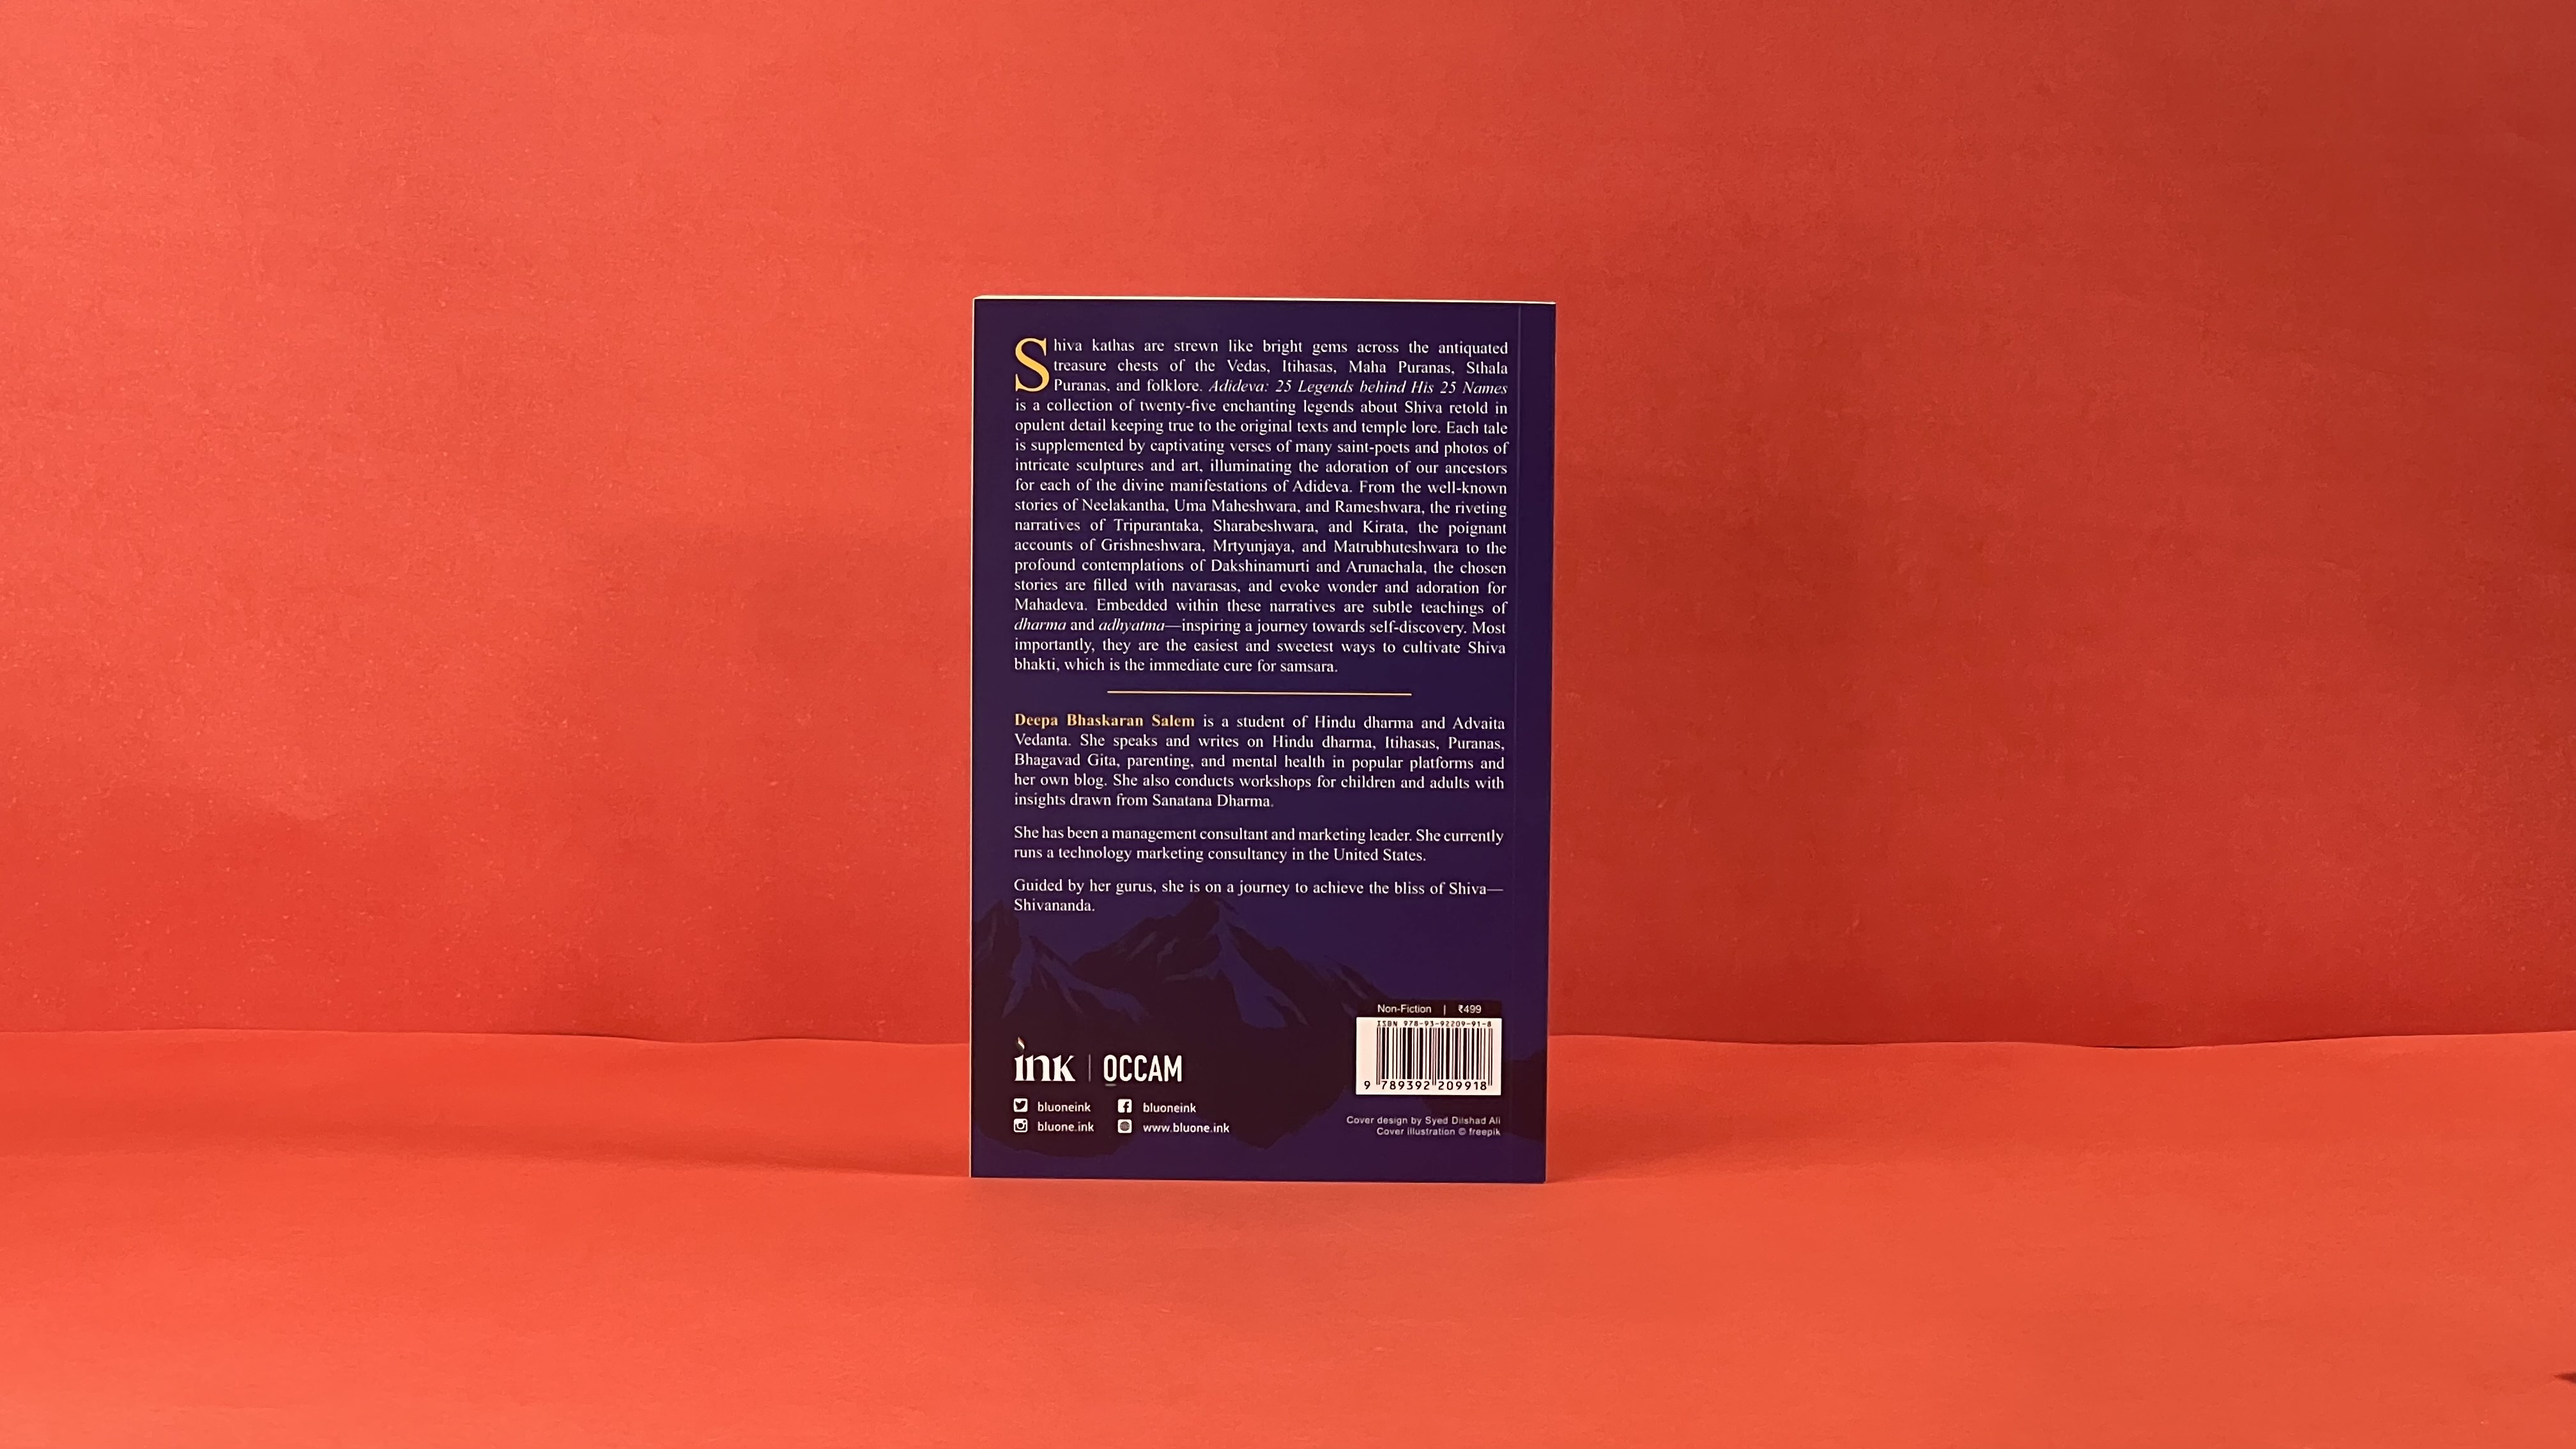 Shiva kathas are strewn like bright gems across the antiquated
treasure chests of the Vedas, Itihasas, Maha Puranas, Sthala
Puranas, and folklore. Adideva: 25 Legends behind His 25 Names
is a collection of twenty-five enchanting legends about Shiva retold in
opulent detail keeping true to the original texts and temple lore. Each tale
is supplemented by captivating verses of many saint-poets and photos of
intricate sculptures and art, illuminating the adoration of our ancestors
for each of the divine manifestations of Adideva. From the well-known
stories of Neelakantha, Uma Maheshwara, and Rameshwara, the riveting
narratives of Tripurantaka, Sharabeshwara, and Kirata, the poignant
accounts of Grishneshwara, Mrtyunjaya, and Matrubhuteshwara to the
profound contemplations of Dakshinamurti and Arunachala, the chosen
stories are filled with navarasas, and evoke wonder and adoration for
Mahadeva. Embedded within these narratives are subtle teachings of
dharma and adhyatma—inspiring a journey towards self-discovery. Most
importantly, they are the easiest and sweetest ways to cultivate Shiva
bhakti, which is the immediate cure for samsara.
Deepa Bhaskaran Salem is a student of Hindu dharma and Advaita
Vedanta. She speaks and writes on Hindu dharma, Itihasas, Puranas,
Bhagavad Gita, parenting, and mental health in popular platforms and
her own blog. She also conducts workshops for children and adults with
insights drawn from Sanatana Dharma.
She has been a management consultant and marketing leader. She currently
runs a technology marketing consultancy in the United States.
Guided by her gurus, she is on a journey to achieve the bliss of Shiva—
Shivananda.
Non-Fiction | ₹499
ISBN 978-93-92209-91-8
9 789392 209918
ink | OCCAM
bluoneink bluoneink
bluone.ink www.bluone.ink
Cover design by Syed Dilshad Ali
Cover illustration © freepik